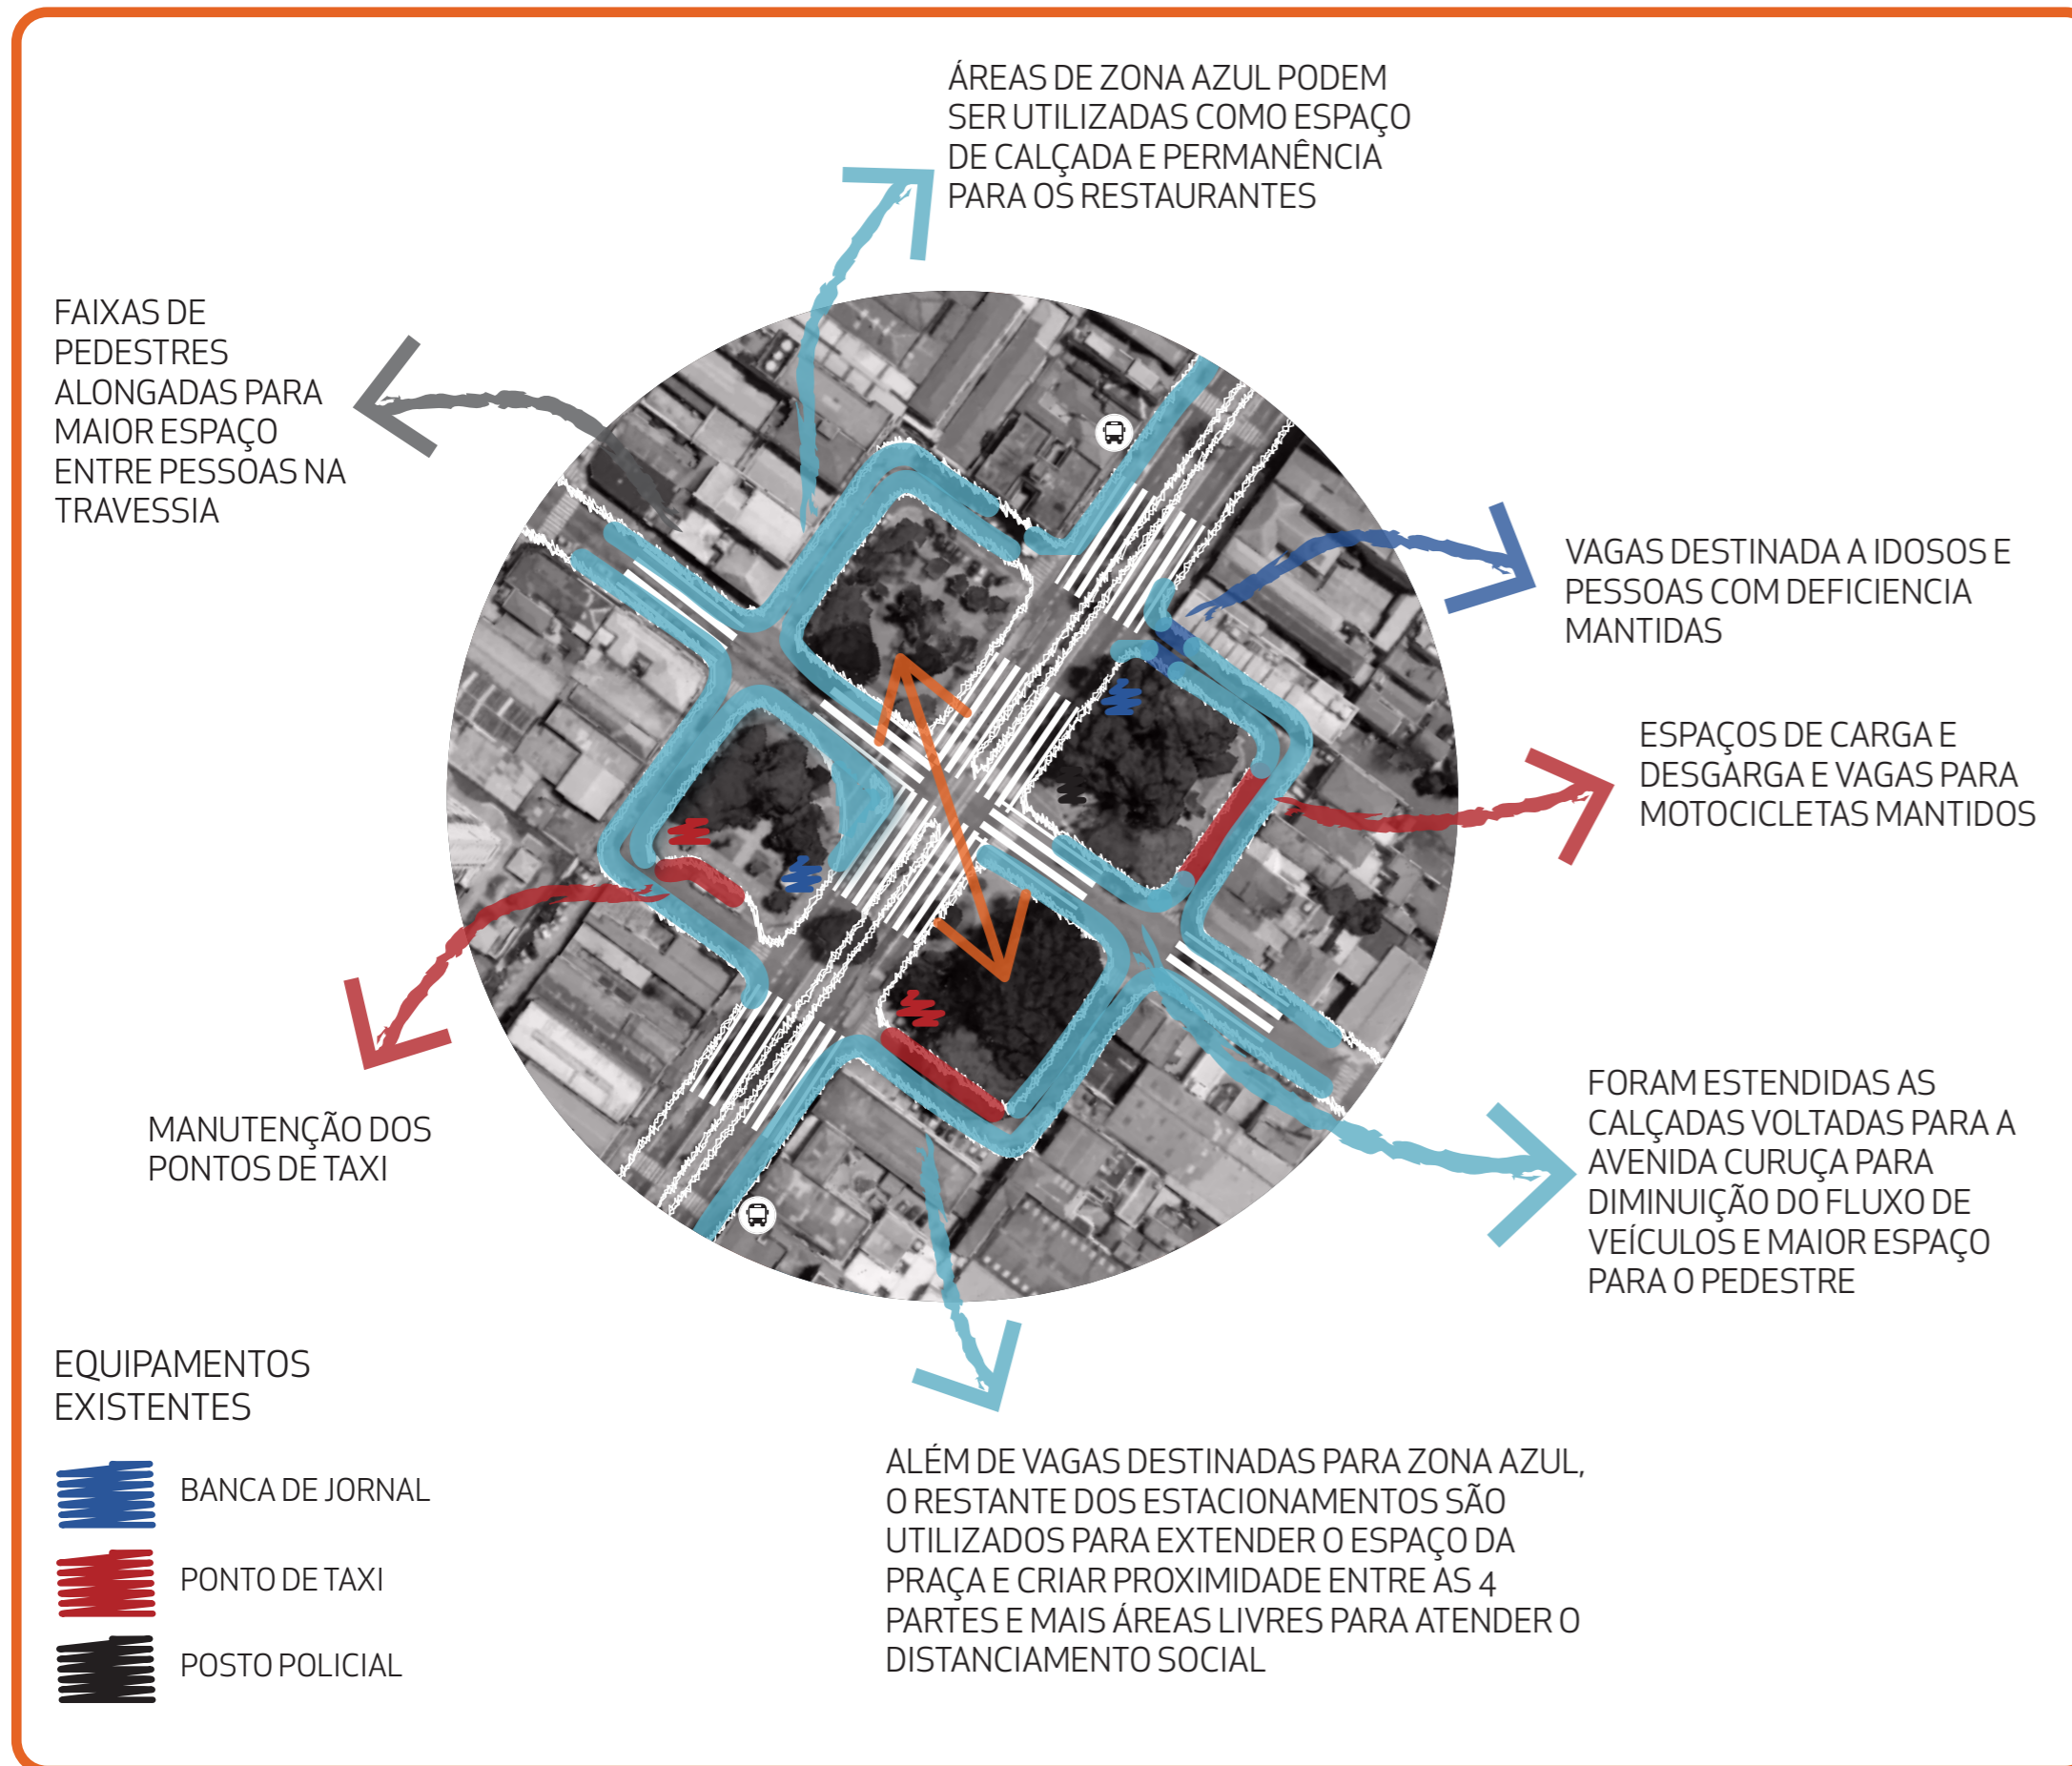 ÁREAS DE ZONA AZUL PODEM
SER UTILIZADAS COMO ESPAÇO
DE CALÇADA E PERMANÊNCIA
PARA OS RESTAURANTES
FAIXAS DE
PEDESTRES
ALONGADAS PARA
MAIOR ESPAÇO
ENTRE PESSOAS NA
TRAVESSIA
VAGAS DESTINADA A IDOSOS E
PESSOAS COM DEFICIENCIA
MANTIDAS
ESPAÇOS DE CARGA E
DESGARGA E VAGAS PARA
MOTOCICLETAS MANTIDOS
MANUTENÇÃO DOS
PONTOS DE TAXI
FORAM ESTENDIDAS AS
CALÇADAS VOLTADAS PARA A
AVENIDA CURUÇA PARA
DIMINUIÇÃO DO FLUXO DE
VEÍCULOS E MAIOR ESPAÇO
PARA O PEDESTRE
ALÉM DE VAGAS DESTINADAS PARA ZONA AZUL,
O RESTANTE DOS ESTACIONAMENTOS SÃO
UTILIZADOS PARA EXTENDER O ESPAÇO DA
PRAÇA E CRIAR PROXIMIDADE ENTRE AS 4
PARTES E MAIS ÁREAS LIVRES PARA ATENDER O
DISTANCIAMENTO SOCIAL
EQUIPAMENTOS
EXISTENTES
BANCA DE JORNAL
PONTO DE TAXI
POSTO POLICIAL